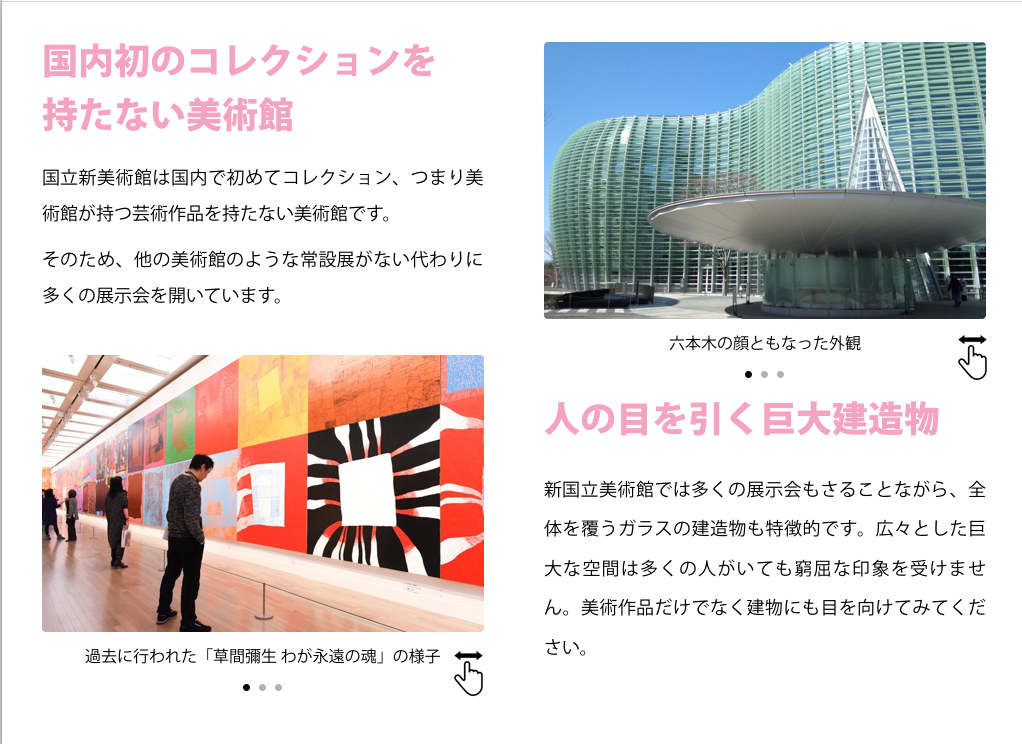 国内初のコレクションを
持たない美術館
国立新美術館は国内で初めてコレクション、つまり美
術館が持つ芸術作品を持たない美術館です。
そのため、他の美術館のような常設展がない代わりに
多くの展示会を開いています。
過去に行われた「草間彌生 わが永遠の魂」の様子
六本木の顔ともなった外観
人の目を引く巨大建造物
新国立美術館では多くの展示会もさることながら、全
体を覆うガラスの建造物も特徴的です。広々とした巨
大な空間は多くの人がいても窮屈な印象を受けませ
ん。美術作品だけでなく建物にも目を向けてみてくだ
さい。